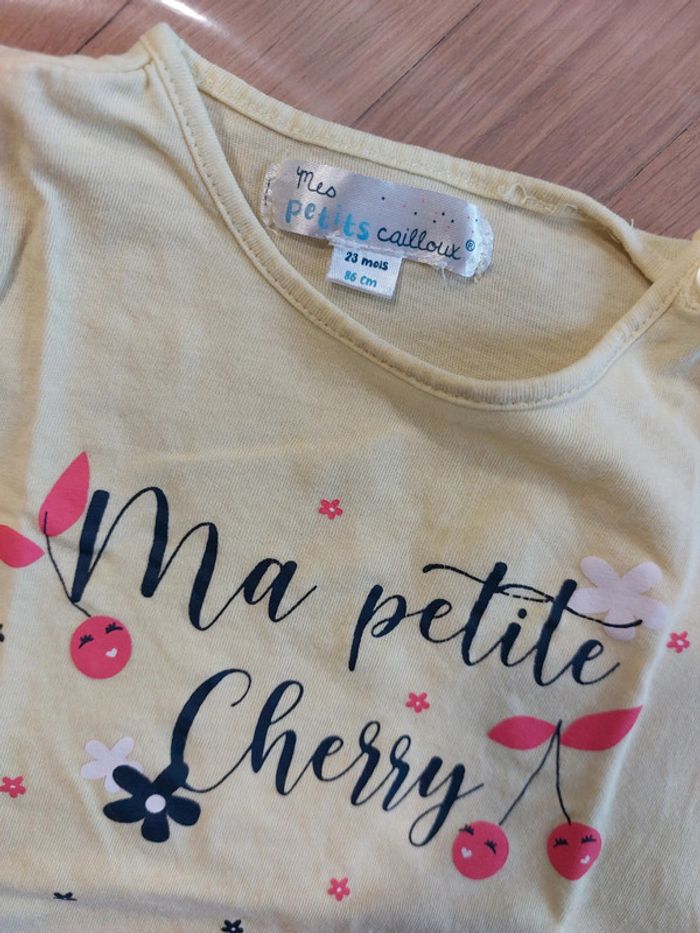 mes
petits cailloux®
23 mois
86 cm
Ma petite
Cherry